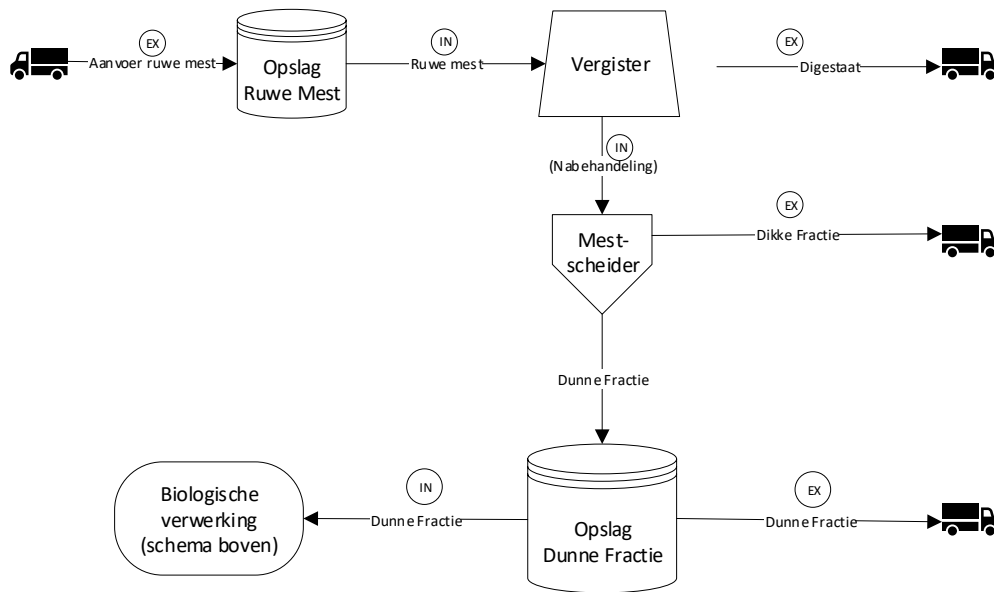 EX
Aanvoer ruwe mest
Opslag
Ruwe Mest
IN
Ruwe mest
Vergister
EX
Digestaat
IN
(Nabehandeling)
Mest-
scheider
EX
Dikke Fractie
Dunne Fractie
Biologische
verwerking
(schema boven)
IN
Dunne Fractie
Opslag
Dunne Fractie
EX
Dunne Fractie